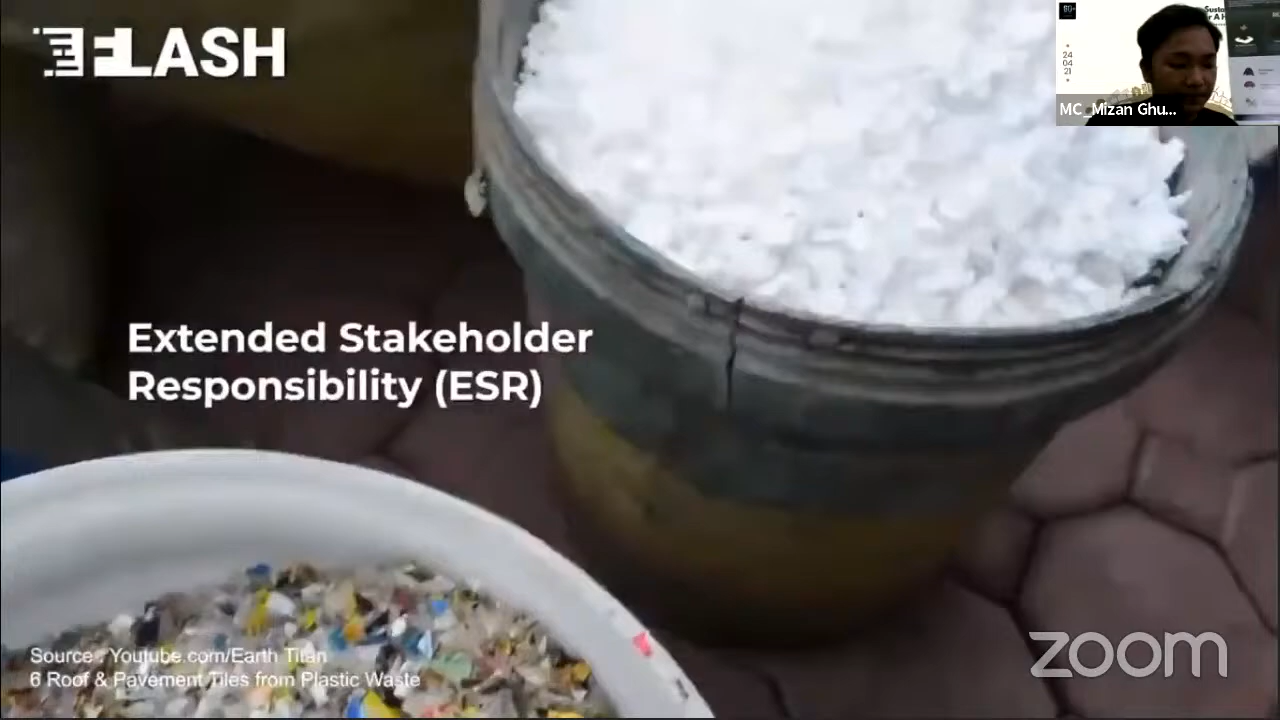 FLASH
24
04
21
MC_Mizan Ghu...
Extended Stakeholder
Responsibility (ESR)
Source : Youtube.com/Earth Titan
6 Roof & Pavement Tiles from Plastic Waste
zoom